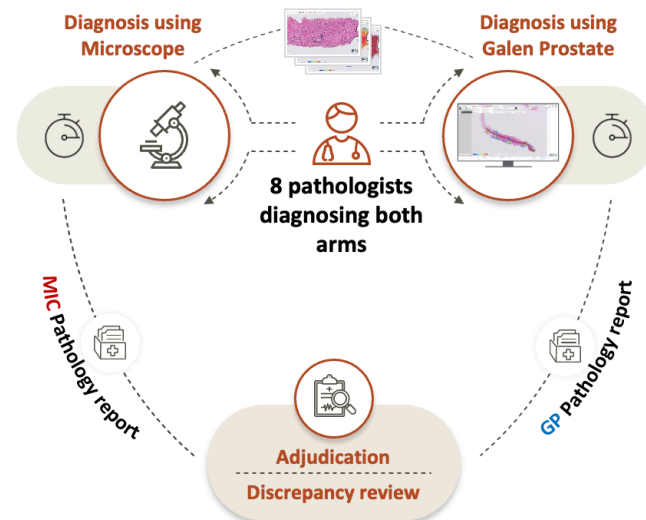 Diagnosis using
Microscope
Diagnosis using
Galen Prostate
8 pathologists
diagnosing both
arms
MIC Pathology report
GP Pathology report
Adjudication
Discrepancy review